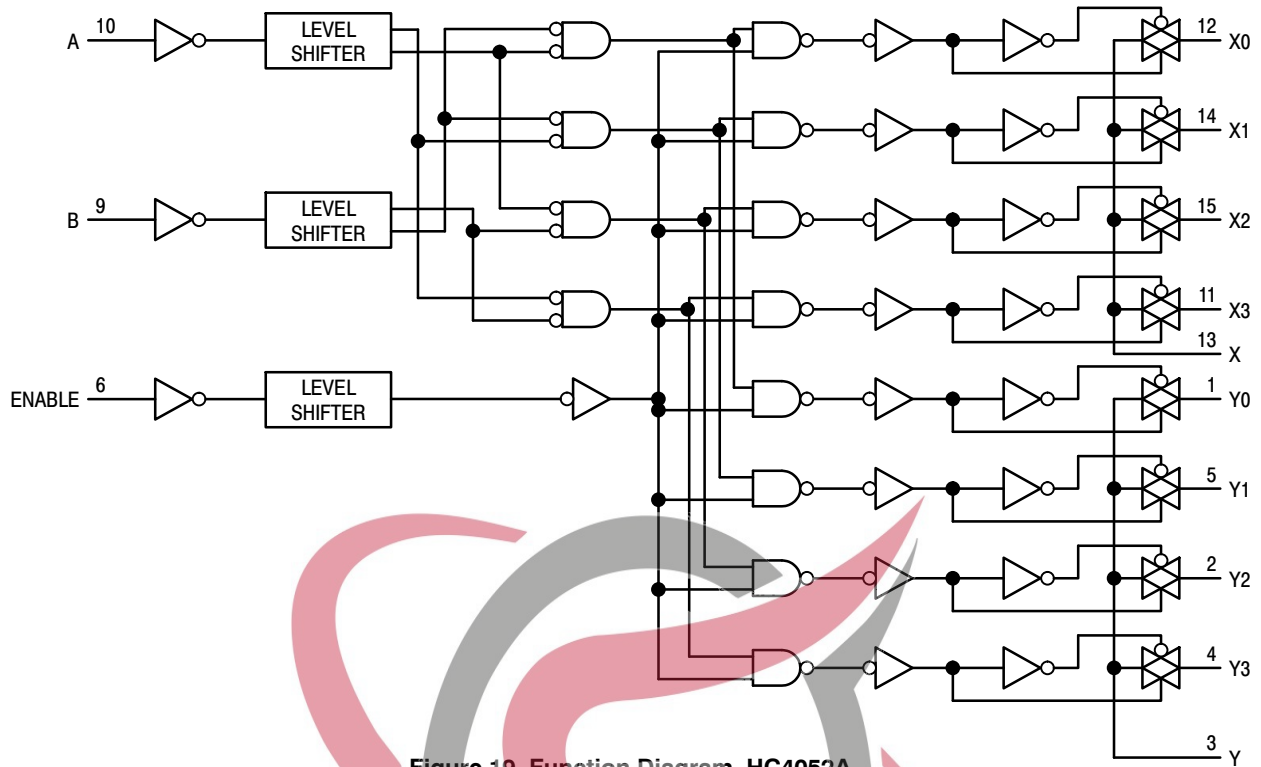 A 10 LEVEL SHIFTER 12 X0
14 X1
B 9 LEVEL SHIFTER 15 X2
11 X3
13 X
ENABLE 6 LEVEL SHIFTER 1 Y0
5 Y1
2 Y2
4 Y3
3 Y
Figure 19. Function Diagram, HC4052A